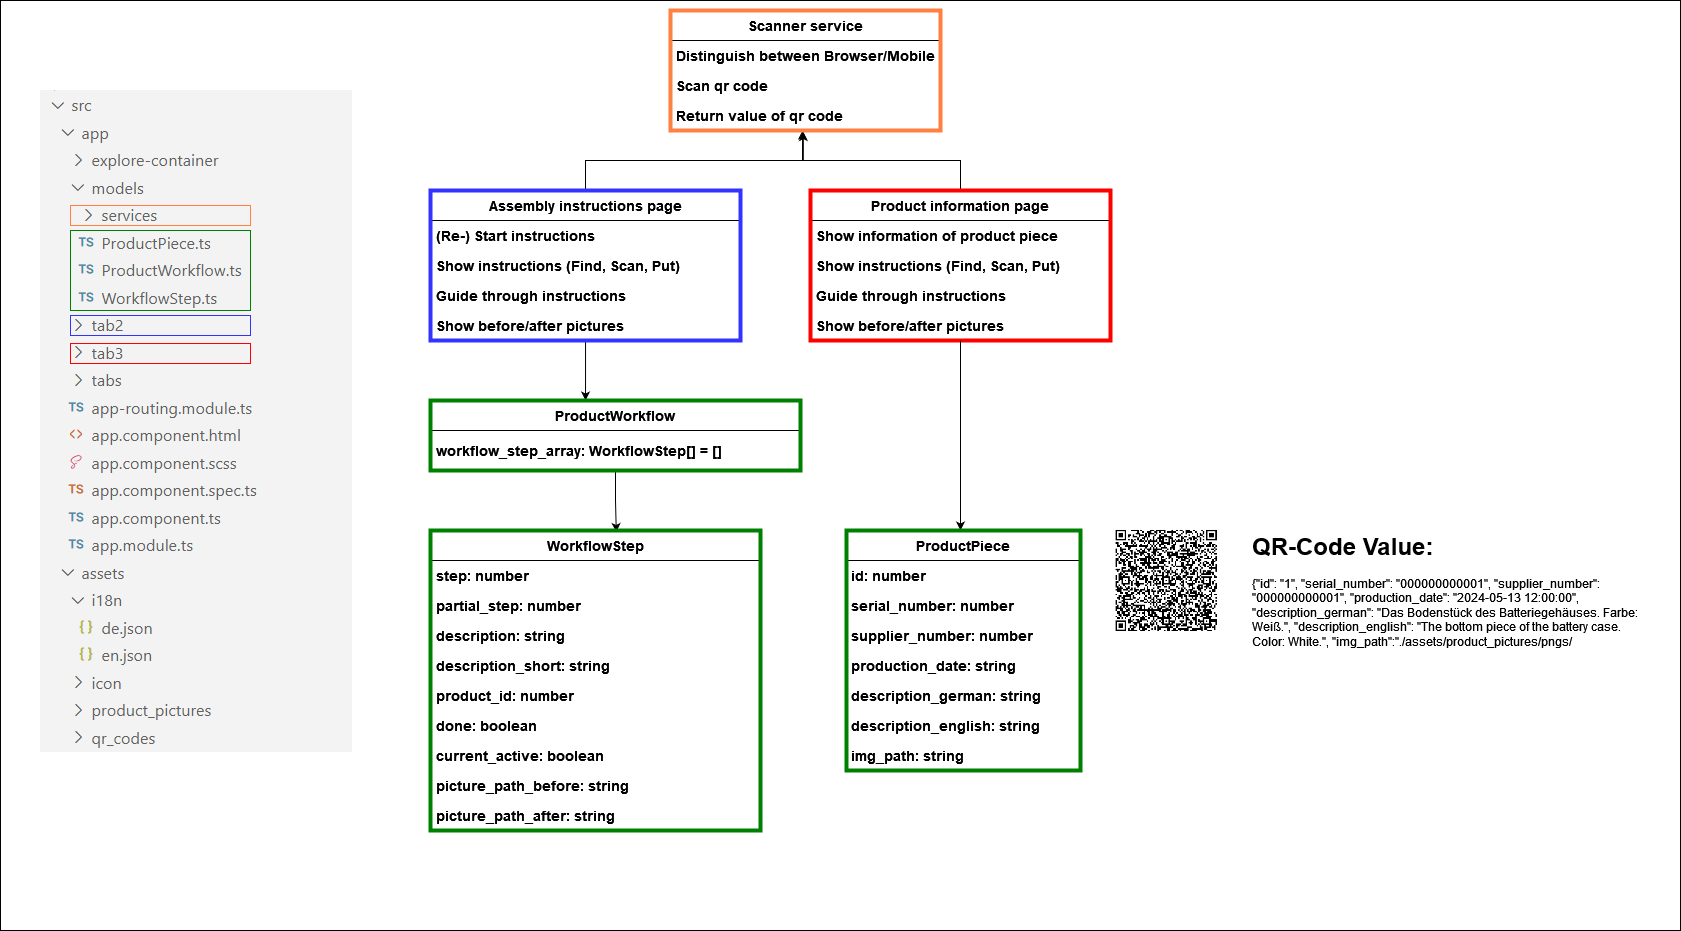 src
app
explore-container
models
services
TS ProductPiece.ts
TS ProductWorkflow.ts
TS WorkflowStep.ts
tab2
tab3
tabs
TS app-routing.module.ts
<> app.component.html
app.component.scss
TS app.component.spec.ts
TS app.component.ts
TS app.module.ts
assets
i18n
{} de.json
{} en.json
icon
product_pictures
qr_codes
Scanner service
Distinguish between Browser/Mobile
Scan qr code
Return value of qr code
Assembly instructions page
(Re-) Start instructions
Show instructions (Find, Scan, Put)
Guide through instructions
Show before/after pictures
Product information page
Show information of product piece
Show instructions (Find, Scan, Put)
Guide through instructions
Show before/after pictures
ProductWorkflow
workflow_step_array: WorkflowStep[] = []
WorkflowStep
step: number
partial_step: number
description: string
description_short: string
product_id: number
done: boolean
current_active: boolean
picture_path_before: string
picture_path_after: string
ProductPiece
id: number
serial_number: number
supplier_number: number
production_date: string
description_german: string
description_english: string
img_path: string
QR-Code Value:
{"id": "1", "serial_number": "000000000001", "supplier_number":
"000000000001", "production_date": "2024-05-13 12:00:00",
"description_german": "Das Bodenstück des Batteriegehäuses. Farbe:
Weiß.", "description_english": "The bottom piece of the battery case.
Color: White.", "img_path":"./assets/product_pictures/pngs/